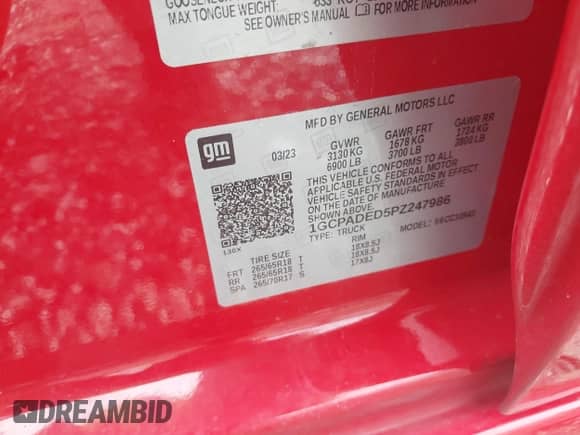 GOOSENECK
MAX TONGUE WEIGHT:
SEE OWNER'S MANUAL FOR MORE INFORMATION
MFD BY GENERAL MOTORS LLC
gm
03/23
GVWR GAWR FRT GAWR RR
3130 KG 1678 KG 1724 KG
6900 LB 3700 LB 3800 LB
THIS VEHICLE CONFORMS TO ALL
APPLICABLE U.S. FEDERAL MOTOR
VEHICLE SAFETY STANDARDS IN
EFFECT ON THE DATE OF
MANUFACTURE SHOWN ABOVE.
1GCPADED5PZ247986
TYPE: TRUCK MODEL:
TIRE SIZE RIM
FRT 265/65R18 T 18X8.5J
RR 265/65R18 T 18X8.5J
SPA 265/70R17 S 17X8J
DREAMBID